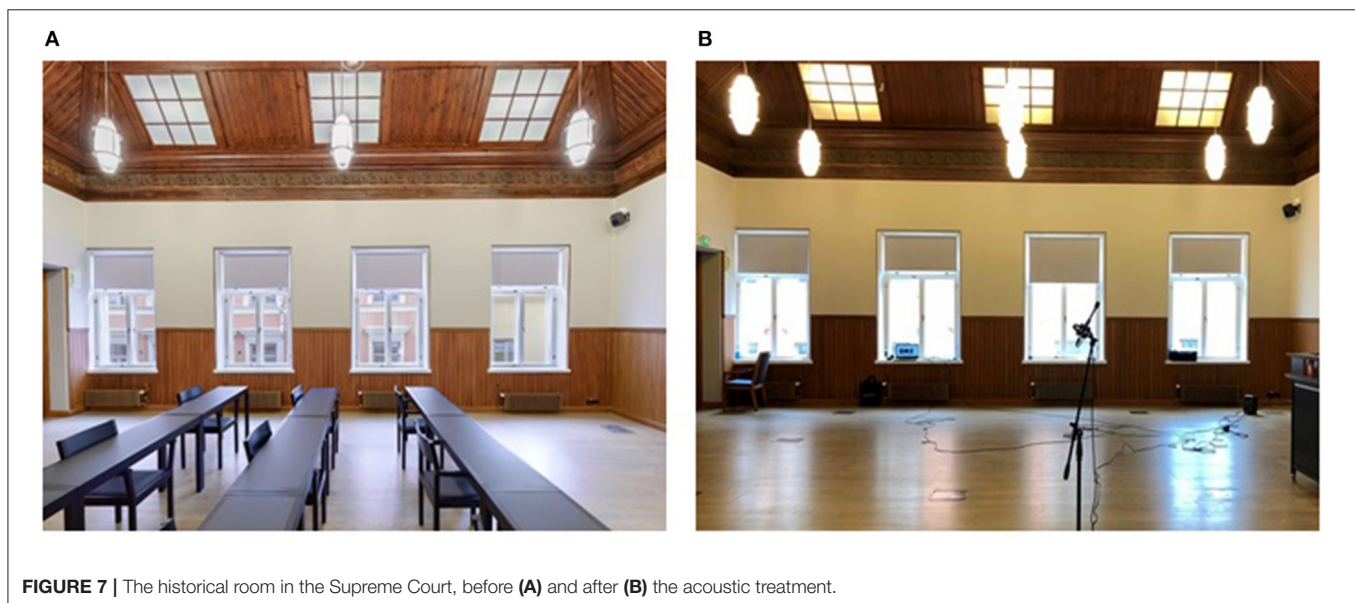 A
B
FIGURE 7 | The historical room in the Supreme Court, before (A) and after (B) the acoustic treatment.